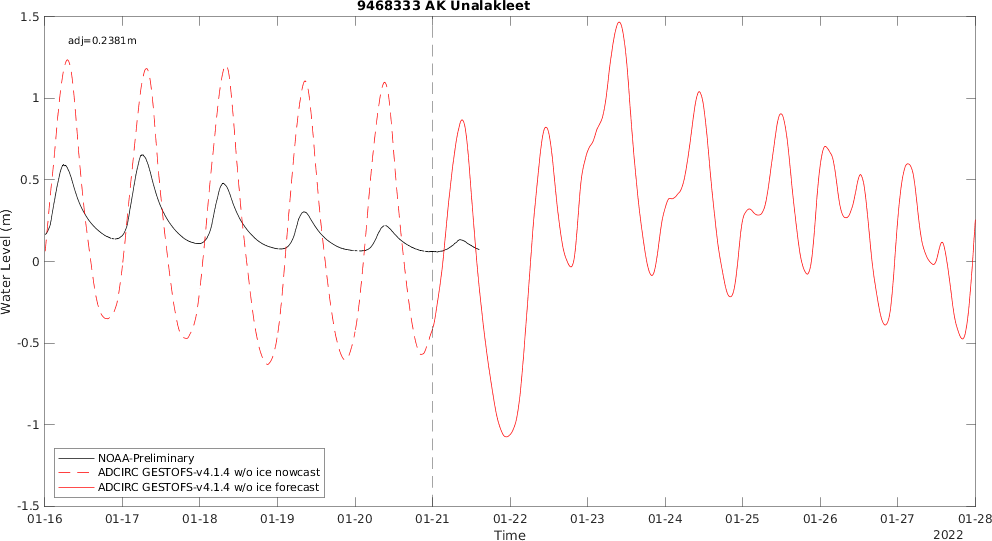 9468333 AK Unalakleet
adj=0.2381m
1.5
1
0.5
0
-0.5
-1
-1.5
Water Level (m)
NOAA-Preliminary
ADCIRC GESTOFS-v4.1.4 w/o ice nowcast
ADCIRC GESTOFS-v4.1.4 w/o ice forecast
01-16 01-17 01-18 01-19 01-20 01-21 01-22 01-23 01-24 01-25 01-26 01-27 01-28
Time
2022